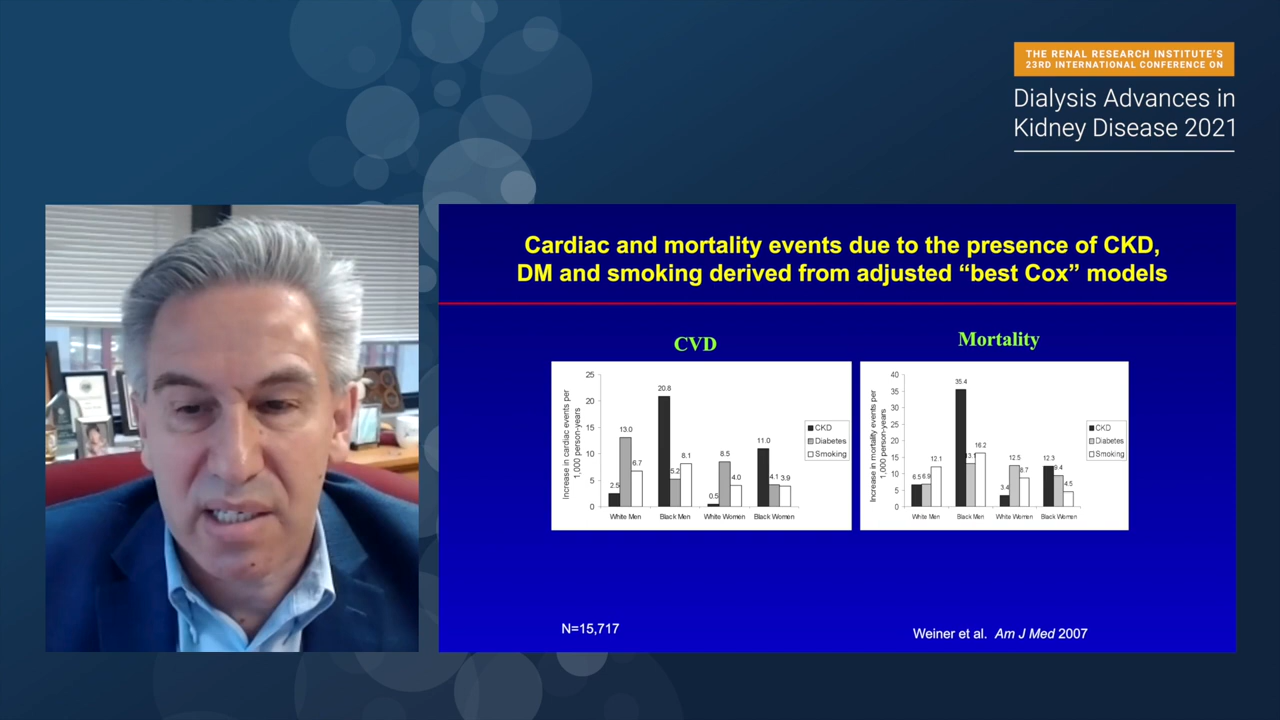 THE RENAL RESEARCH INSTITUTE'S
23RD INTERNATIONAL CONFERENCE ON
Dialysis Advances in
Kidney Disease 2021
Cardiac and mortality events due to the presence of CKD,
DM and smoking derived from adjusted “best Cox” models
CVD
Increase in cardiac events per
1,000 person-years
25
20
15
10
5
0
2.5
13.0
6.7
20.8
5.2
8.1
0.5
8.5
4.0
11.0
4.1
3.9
White Men
Black Men
White Women
Black Women
CKD
Diabetes
Smoking
Mortality
Increase in mortality events per
1,000 person-years
40
35
30
25
20
15
10
5
0
6.5
6.9
12.1
35.4
13.1
16.2
3.4
12.5
8.7
12.3
9.4
4.5
White Men
Black Men
White Women
Black Women
CKD
Diabetes
Smoking
N=15,717
Weiner et al. Am J Med 2007